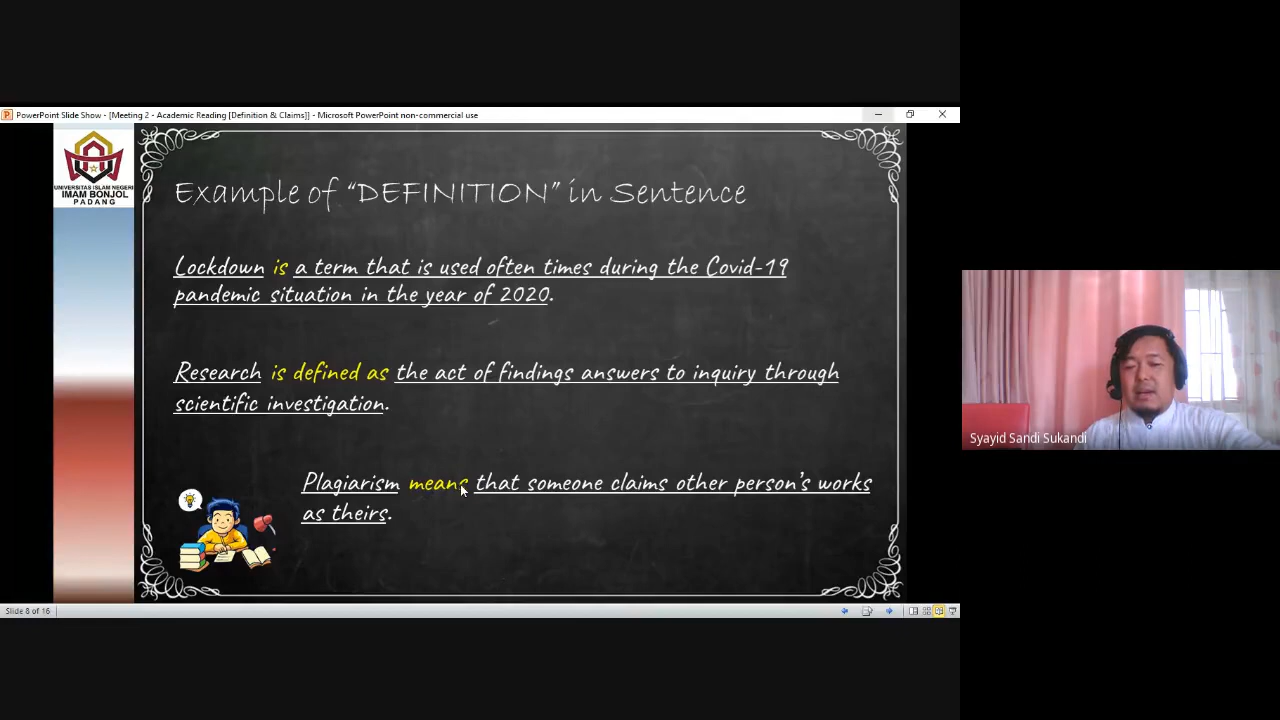 PowerPoint Slide Show - [Meeting 2 - Academic Reading [Definition & Claims]] - Microsoft PowerPoint non-commercial use
UNIVERSITAS ISLAM NEGERI
IMAM BONJOL
PADANG
Example of “DEFINITION” in Sentence
Lockdown is a term that is used often times during the Covid-19
pandemic situation in the year of 2020.
Research is defined as the act of findings answers to inquiry through
scientific investigation.
Plagiarism means that someone claims other person’s works
as theirs.
Syayid Sandi Sukandi
Slide 8 of 16